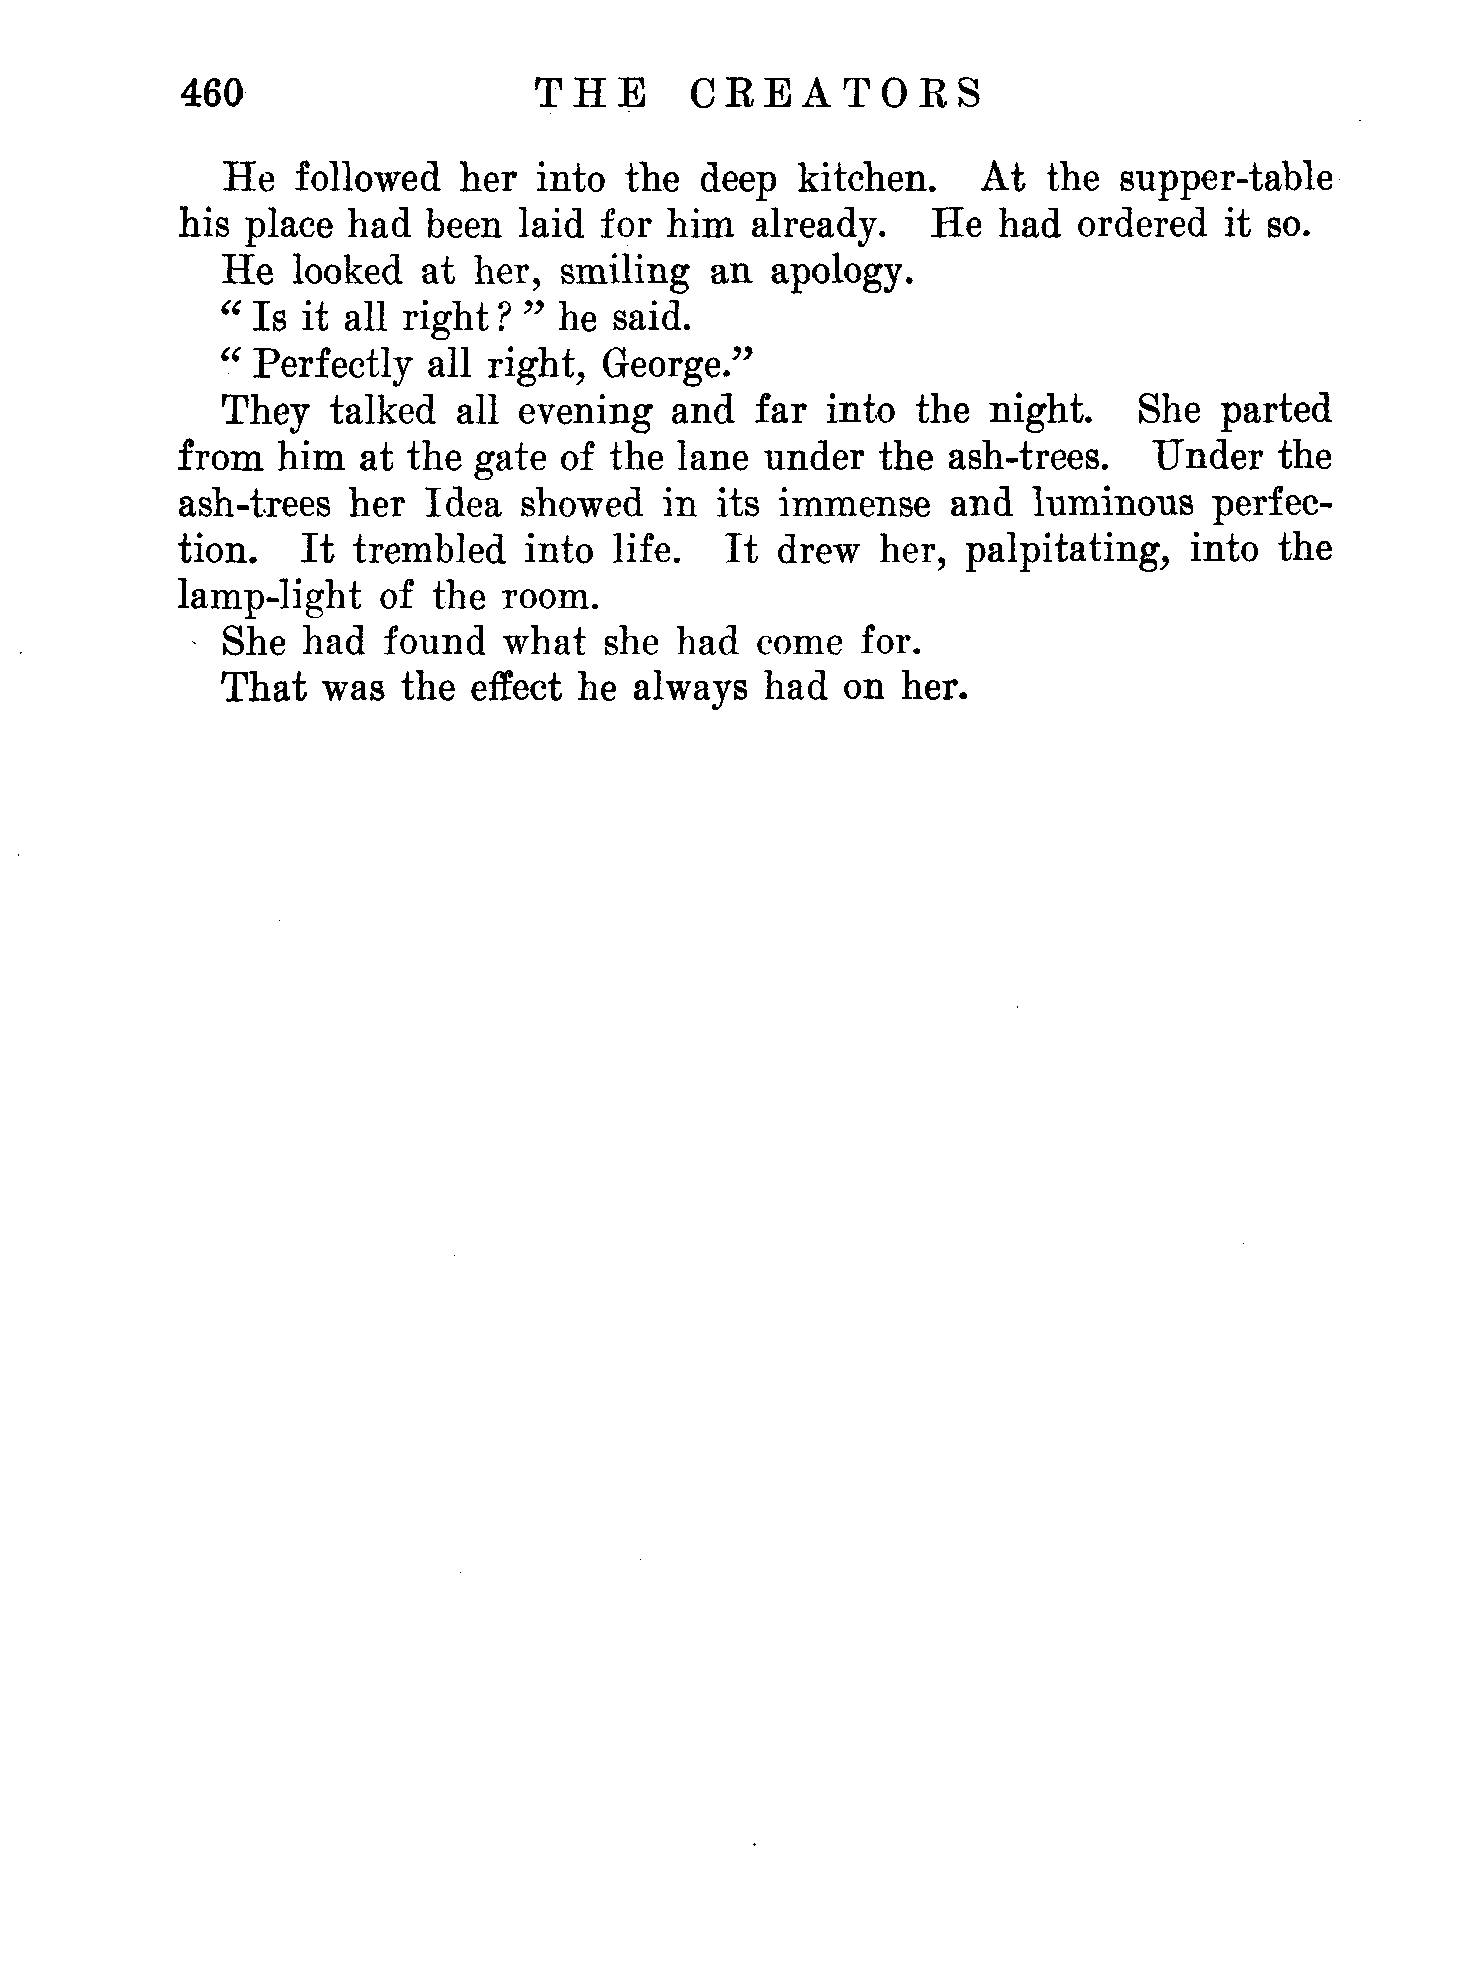 460 THE CREATORS
He followed her into the deep kitchen. At the supper-table
his place had been laid for him already. He had ordered it so.
He looked at her, smiling an apology.
“ Is it all right? ” he said.
“ Perfectly all right, George.”
They talked all evening and far into the night. She parted
from him at the gate of the lane under the ash-trees. Under the
ash-trees her Idea showed in its immense and luminous perfec-
tion. It trembled into life. It drew her, palpitating, into the
lamp-light of the room.
She had found what she had come for.
That was the effect he always had on her.